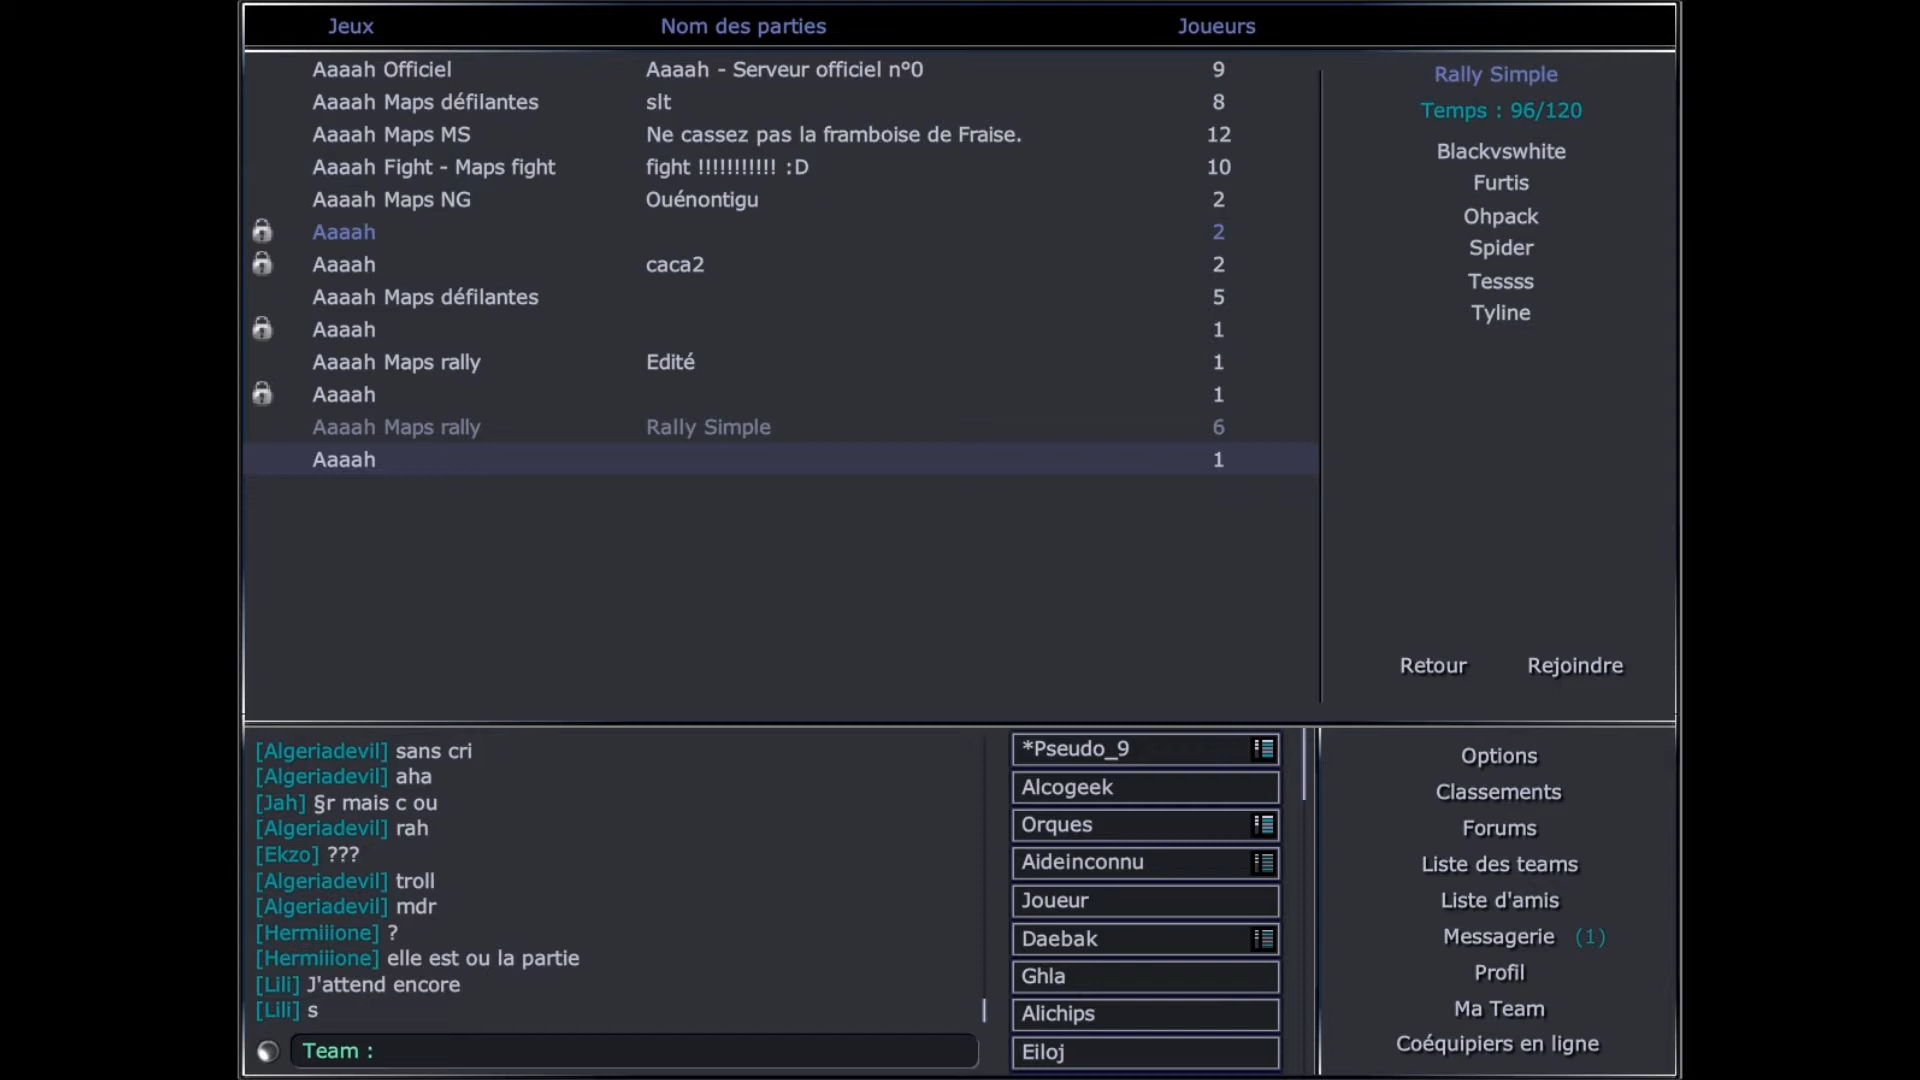 Jeux Nom des parties Joueurs
Aaaah Officiel Aaaah - Serveur officiel n°0 9
Aaaah Maps défilantes slt 8
Aaaah Maps MS Ne cassez pas la framboise de Fraise. 12
Aaaah Fight - Maps fight fight !!!!!!!!!!! :D 10
Aaaah Maps NG Ouénontigu 2
Aaaah 2
Aaaah caca2 2
Aaaah Maps défilantes 5
Aaaah 1
Aaaah Maps rally Edité 1
Aaaah 1
Aaaah Maps rally Rally Simple 6
Aaaah 1
Rally Simple
Temps : 96/120
Blackvswhite
Furtis
Ohpack
Spider
Tessss
Tyline
Retour Rejoindre
[Algeriadevil] sans cri
[Algeriadevil] aha
[Jah] §r mais c ou
[Algeriadevil] rah
[Ekzo] ???
[Algeriadevil] troll
[Algeriadevil] mdr
[Hermiiione] ?
[Hermiiione] elle est ou la partie
[Lili] J'attend encore
[Lili] s
Team :
*Pseudo_9
Alcogeek
Orques
Aideinconnu
Joueur
Daebak
Ghla
Alichips
Eiloj
Options
Classements
Forums
Liste des teams
Liste d'amis
Messagerie (1)
Profil
Ma Team
Coéquipiers en ligne